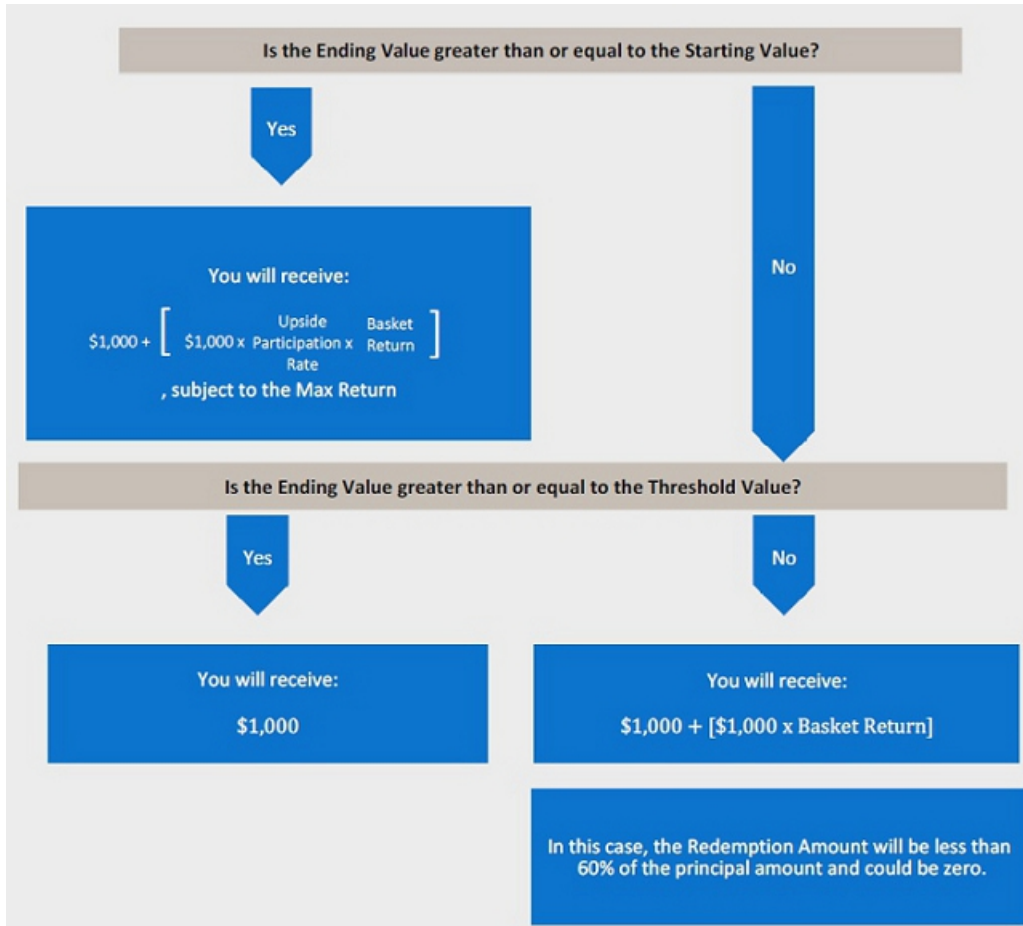 Is the Ending Value greater than or equal to the Starting Value?
Yes
No
You will receive:
$1,000 + [ $1,000 x Upside Participation Rate x Basket Return ]
, subject to the Max Return
Is the Ending Value greater than or equal to the Threshold Value?
Yes
No
You will receive:
$1,000
You will receive:
$1,000 + [$1,000 x Basket Return]
In this case, the Redemption Amount will be less than
60% of the principal amount and could be zero.